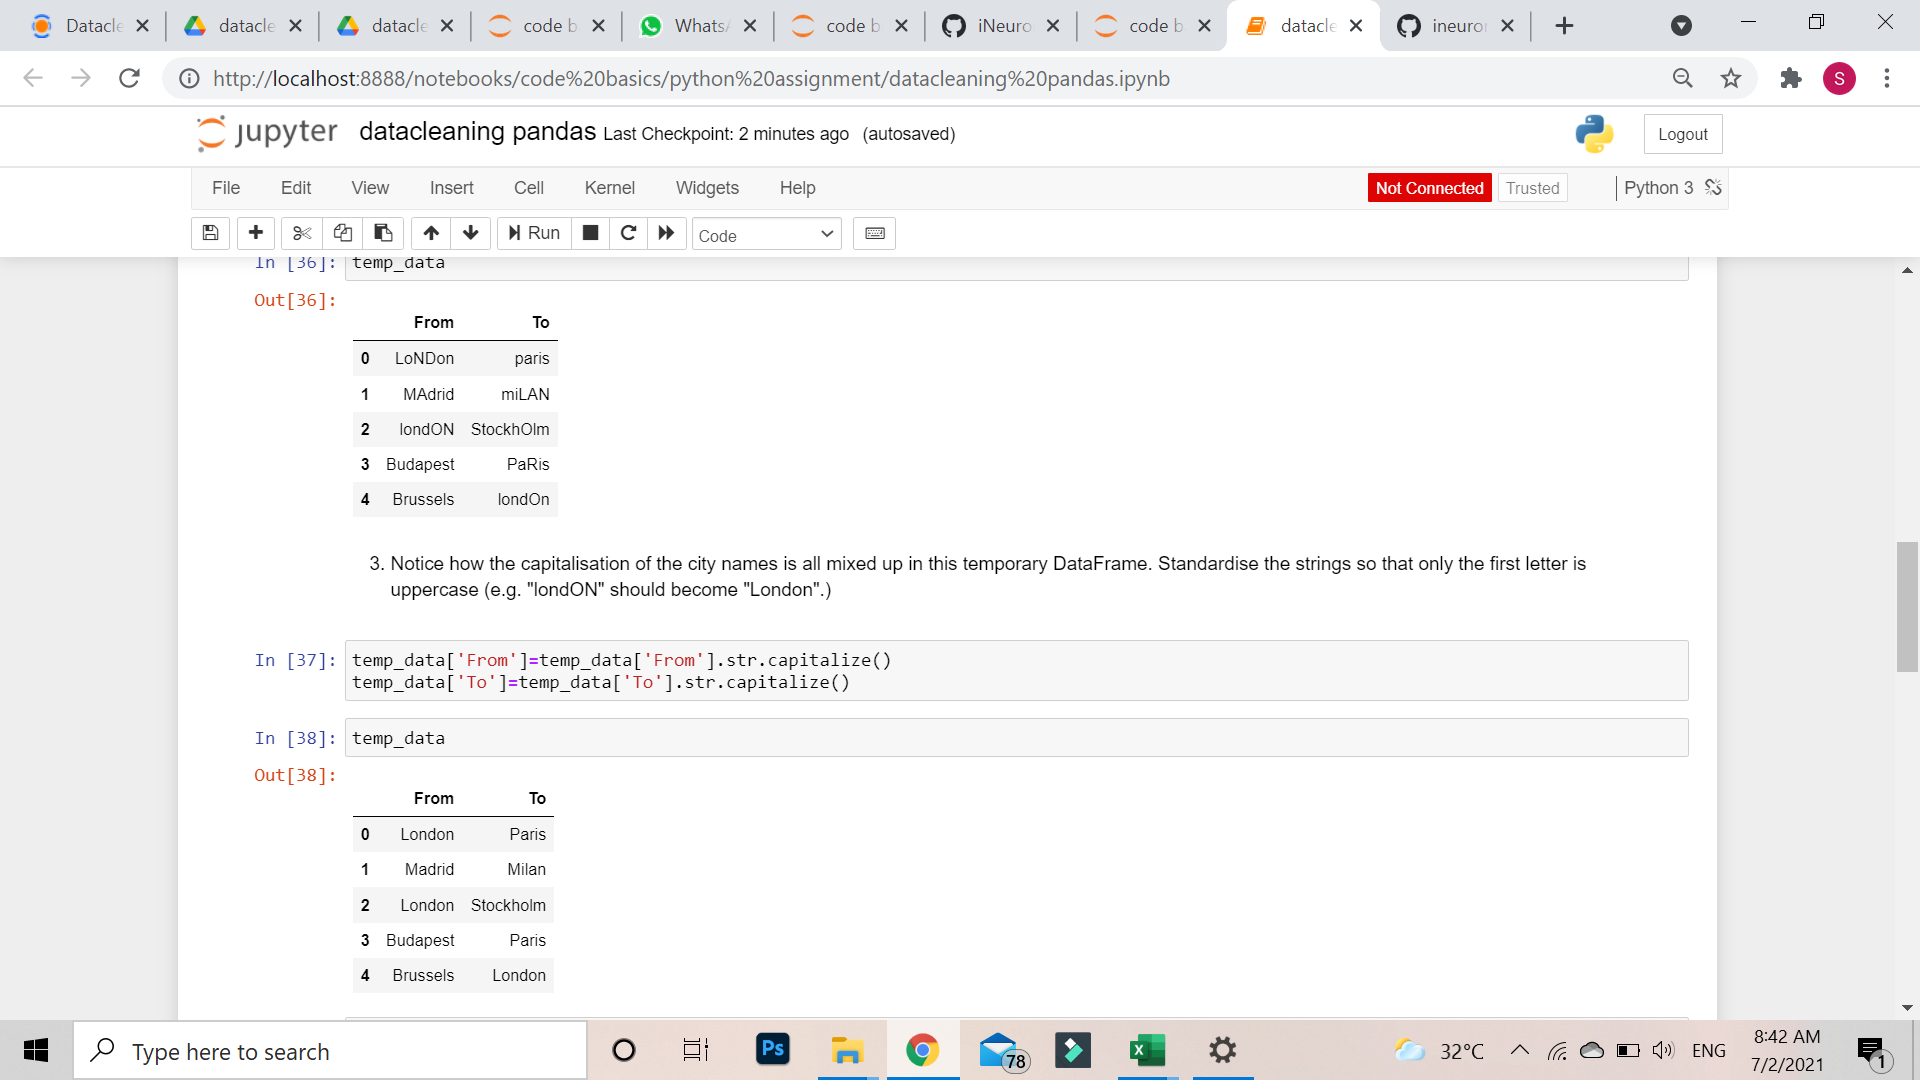 Datacle datacle datacle code b WhatsA code b iNeuro code b datacle ineuron
http://localhost:8888/notebooks/code%20basics/python%20assignment/datacleaning%20pandas.ipynb S
jupyter datacleaning pandas Last Checkpoint: 2 minutes ago (autosaved) Logout
File Edit View Insert Cell Kernel Widgets Help Not Connected Trusted Python 3
Run Code
In [36]: temp_data
Out[36]:
From To
0 LoNDon paris
1 MAdrid miLAN
2 londON StockhOlm
3 Budapest PaRis
4 Brussels londOn
3. Notice how the capitalisation of the city names is all mixed up in this temporary DataFrame. Standardise the strings so that only the first letter is
uppercase (e.g. "londON" should become "London".)
In [37]: temp_data['From']=temp_data['From'].str.capitalize()
temp_data['To']=temp_data['To'].str.capitalize()
In [38]: temp_data
Out[38]:
From To
0 London Paris
1 Madrid Milan
2 London Stockholm
3 Budapest Paris
4 Brussels London
Type here to search Ps 78 32°C ENG 8:42 AM
7/2/2021 1